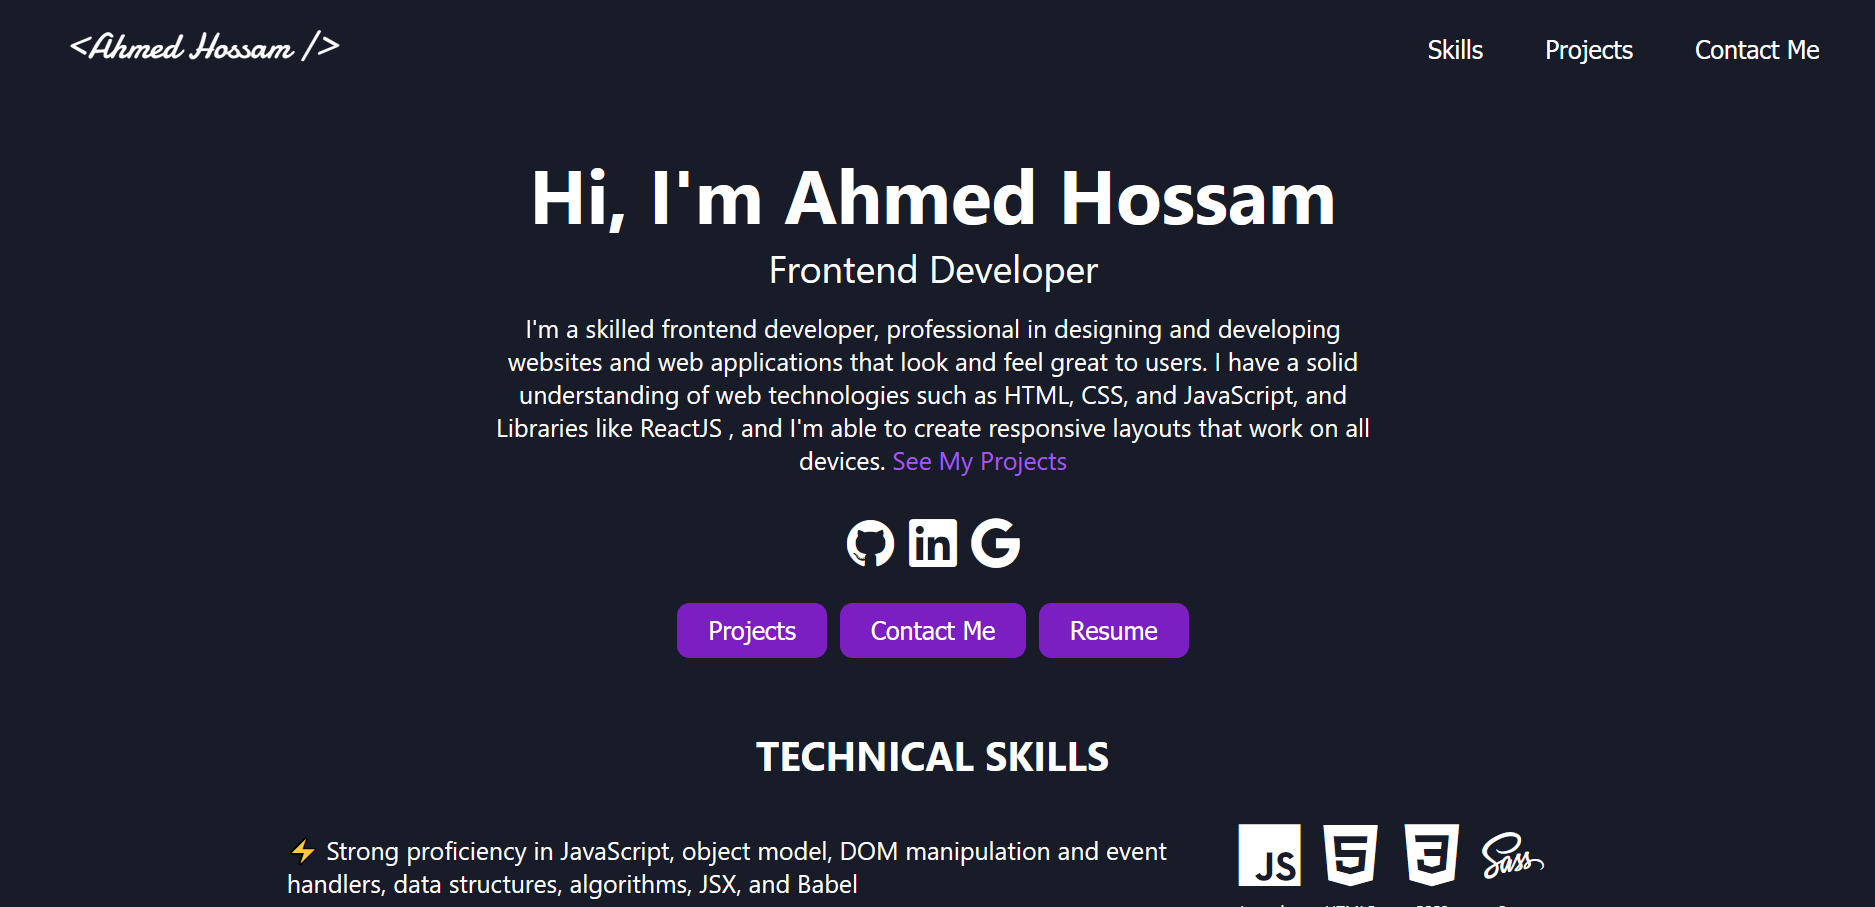 <Ahmed Hossam />
Skills
Projects
Contact Me
Hi, I'm Ahmed Hossam
Frontend Developer
I'm a skilled frontend developer, professional in designing and developing
websites and web applications that look and feel great to users. I have a solid
understanding of web technologies such as HTML, CSS, and JavaScript, and
Libraries like ReactJS , and I'm able to create responsive layouts that work on all
devices. See My Projects
in
G
Projects
Contact Me
Resume
TECHNICAL SKILLS
⚡ Strong proficiency in JavaScript, object model, DOM manipulation and event
handlers, data structures, algorithms, JSX, and Babel
JS
5
3
Sass